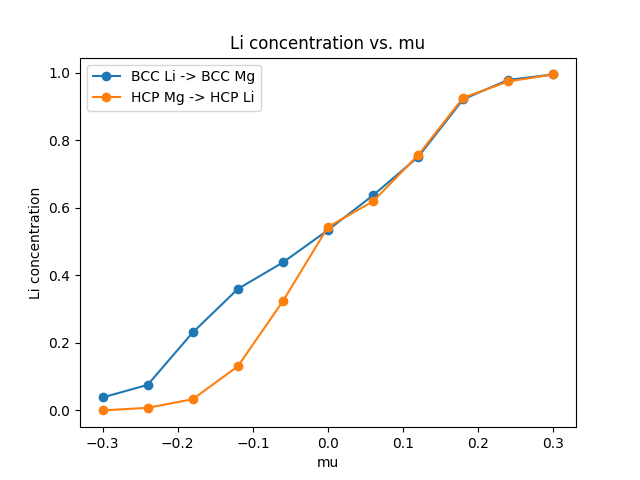 Li concentration vs. mu
BCC Li -> BCC Mg
HCP Mg -> HCP Li
Li concentration
1.0
0.8
0.6
0.4
0.2
0.0
−0.3
−0.2
−0.1
0.0
0.1
0.2
0.3
mu